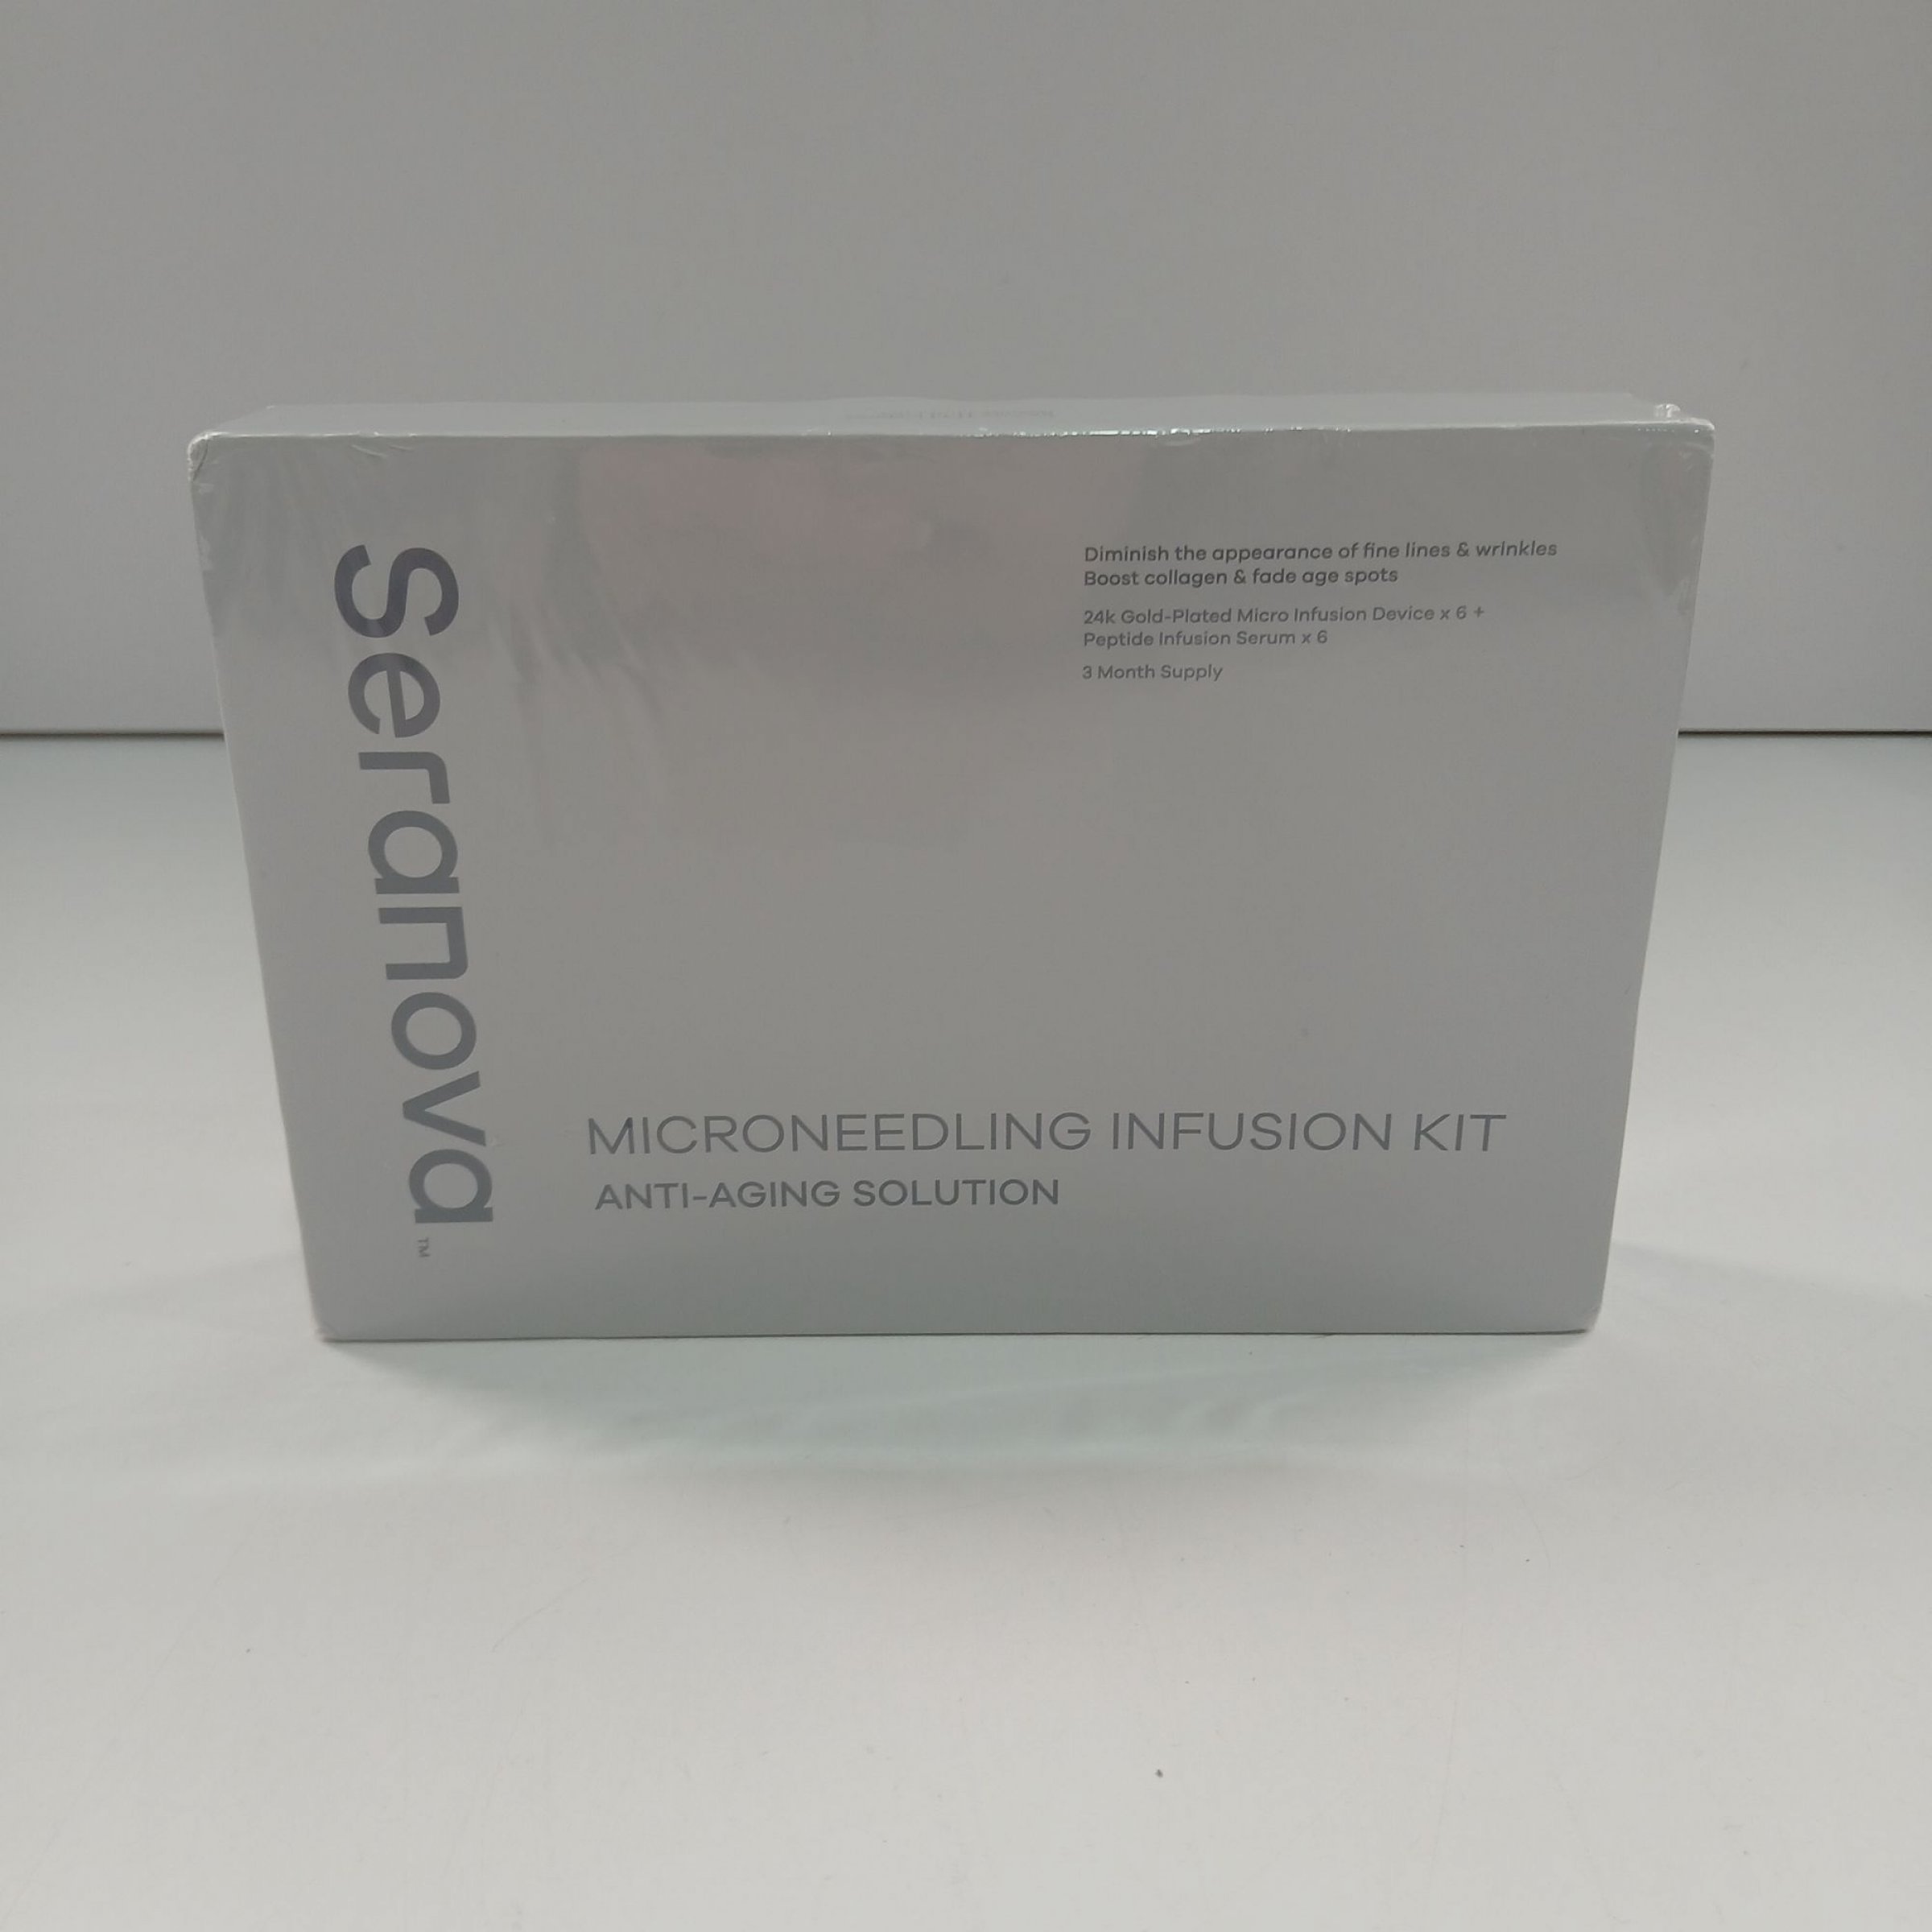 Seranova™
Diminish the appearance of fine lines & wrinkles
Boost collagen & fade age spots
24k Gold-Plated Micro Infusion Device x 6 +
Peptide Infusion Serum x 6
3 Month Supply
MICRONEEDLING INFUSION KIT
ANTI-AGING SOLUTION